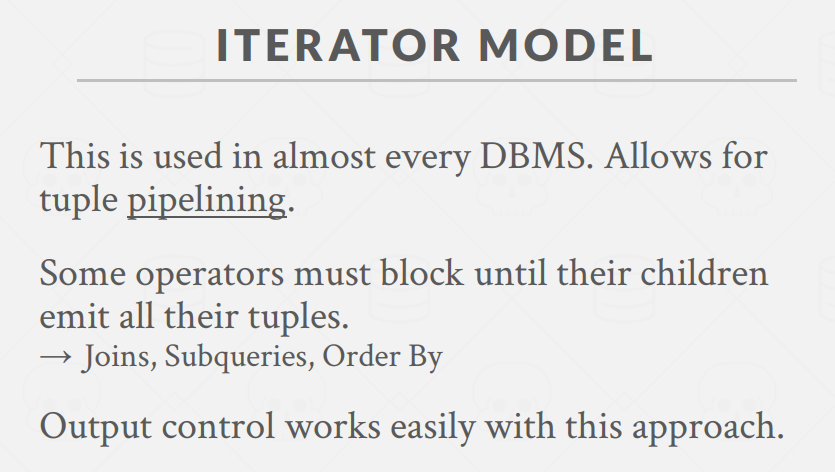 ITERATOR MODEL
This is used in almost every DBMS. Allows for
tuple pipelining.
Some operators must block until their children
emit all their tuples.
→ Joins, Subqueries, Order By
Output control works easily with this approach.